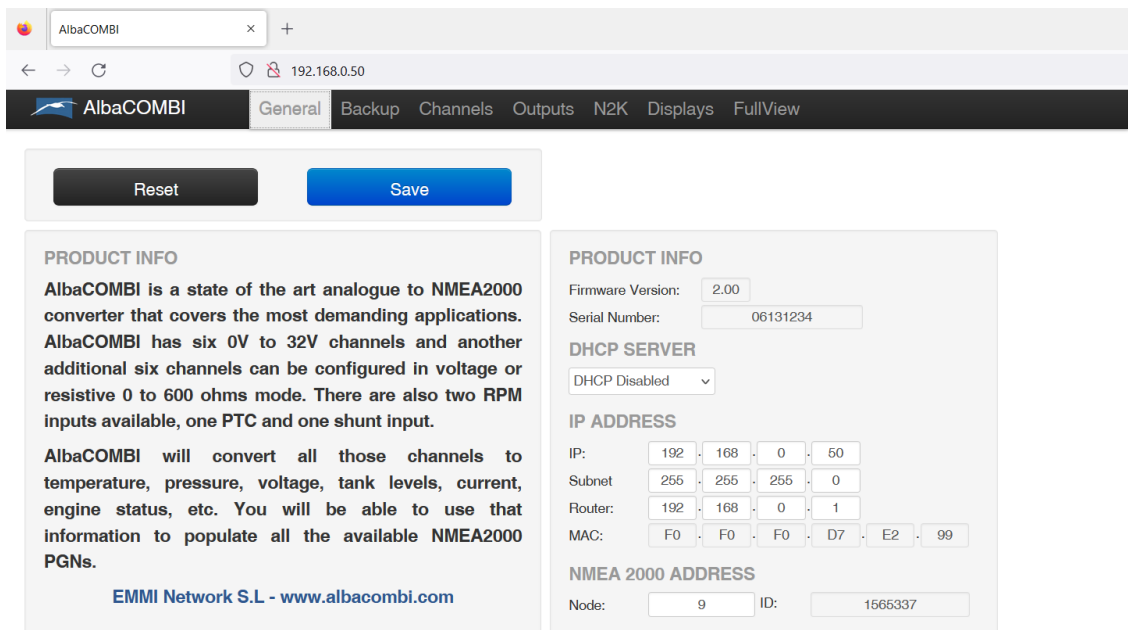 AlbaCOMBI
192.168.0.50
AlbaCOMBI General Backup Channels Outputs N2K Displays FullView
Reset Save
PRODUCT INFO
AlbaCOMBI is a state of the art analogue to NMEA2000
converter that covers the most demanding applications.
AlbaCOMBI has six 0V to 32V channels and another
additional six channels can be configured in voltage or
resistive 0 to 600 ohms mode. There are also two RPM
inputs available, one PTC and one shunt input.
AlbaCOMBI will convert all those channels to
temperature, pressure, voltage, tank levels, current,
engine status, etc. You will be able to use that
information to populate all the available NMEA2000
PGNs.
EMMI Network S.L - www.albacombi.com
PRODUCT INFO
Firmware Version: 2.00
Serial Number: 06131234
DHCP SERVER
DHCP Disabled
IP ADDRESS
IP: 192 . 168 . 0 . 50
Subnet 255 . 255 . 255 . 0
Router: 192 . 168 . 0 . 1
MAC: F0 . F0 . F0 . D7 . E2 . 99
NMEA 2000 ADDRESS
Node: 9 ID: 1565337